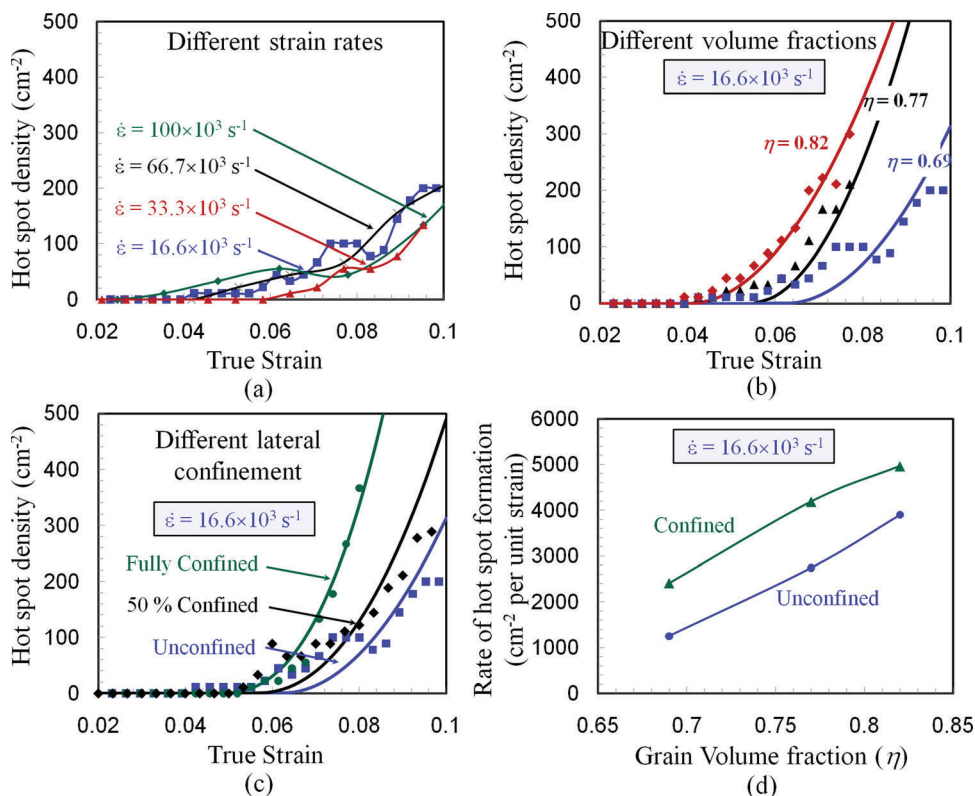 500
400
300
200
100
0
Hot spot density (cm⁻²)
Different strain rates
ε̇ = 100×10³ s⁻¹
ε̇ = 66.7×10³ s⁻¹
ε̇ = 33.3×10³ s⁻¹
ε̇ = 16.6×10³ s⁻¹
0.02 0.04 0.06 0.08 0.1
True Strain
(a)
500
400
300
200
100
0
Hot spot density (cm⁻²)
Different volume fractions
ε̇ = 16.6×10³ s⁻¹
η = 0.77
η = 0.82
η = 0.69
0.02 0.04 0.06 0.08 0.1
True Strain
(b)
500
400
300
200
100
0
Hot spot density (cm⁻²)
Different lateral
confinement
ε̇ = 16.6×10³ s⁻¹
Fully Confined
50 % Confined
Unconfined
0.02 0.04 0.06 0.08 0.1
True Strain
(c)
6000
5000
4000
3000
2000
1000
0
Rate of hot spot formation
(cm⁻² per unit strain)
ε̇ = 16.6×10³ s⁻¹
Confined
Unconfined
0.65 0.7 0.75 0.8 0.85
Grain Volume fraction (η)
(d)